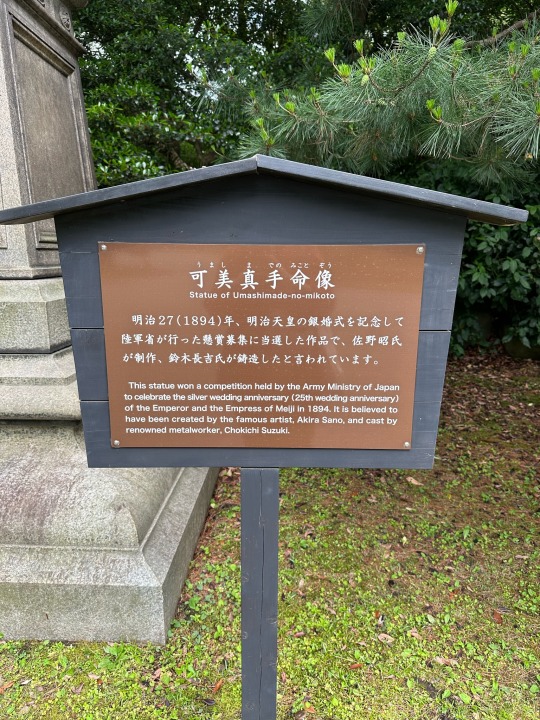 うまし ま での みこと ぞう
可美真手命像
Statue of Umashimade-no-mikoto
明治27(1894)年、明治天皇の銀婚式を記念して
陸軍省が行った懸賞募集に当選した作品で、佐野昭氏
が制作、鈴木長吉氏が鋳造したと言われています。
This statue won a competition held by the Army Ministry of Japan
to celebrate the silver wedding anniversary (25th wedding anniversary)
of the Emperor and the Empress of Meiji in 1894. It is believed to
have been created by the famous artist, Akira Sano, and cast by
renowned metalworker, Chokichi Suzuki.